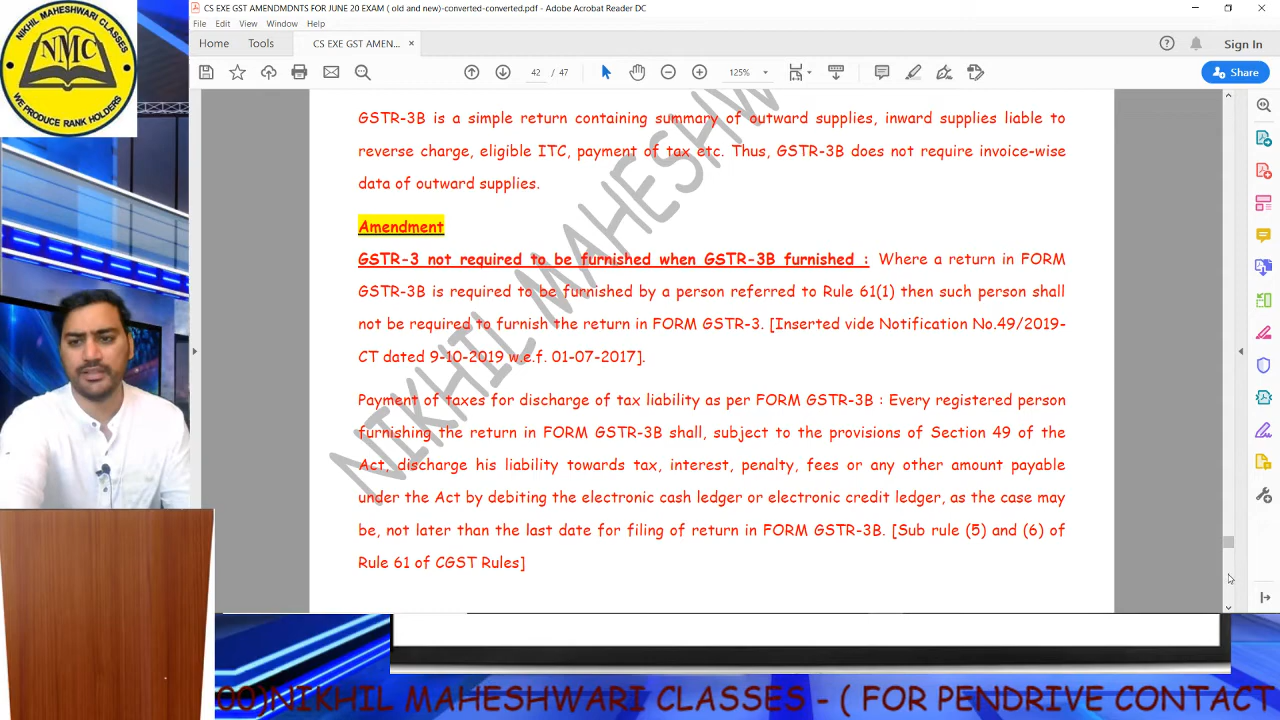 NIKHIL MAHESHWARI CLASSES
NMC
WE PRODUCE RANK HOLDERS
CS EXE GST AMENDMDNTS FOR JUNE 20 EXAM ( old and new)-converted-converted.pdf - Adobe Acrobat Reader DC
File Edit View Window Help
Home Tools CS EXE GST AMEN... × Sign In
42 / 47 125% Share
GSTR-3B is a simple return containing summary of outward supplies, inward supplies liable to
reverse charge, eligible ITC, payment of tax etc. Thus, GSTR-3B does not require invoice-wise
data of outward supplies.
Amendment
GSTR-3 not required to be furnished when GSTR-3B furnished : Where a return in FORM
GSTR-3B is required to be furnished by a person referred to Rule 61(1) then such person shall
not be required to furnish the return in FORM GSTR-3. [Inserted vide Notification No.49/2019-
CT dated 9-10-2019 w.e.f. 01-07-2017].
Payment of taxes for discharge of tax liability as per FORM GSTR-3B : Every registered person
furnishing the return in FORM GSTR-3B shall, subject to the provisions of Section 49 of the
Act, discharge his liability towards tax, interest, penalty, fees or any other amount payable
under the Act by debiting the electronic cash ledger or electronic credit ledger, as the case may
be, not later than the last date for filing of return in FORM GSTR-3B. [Sub rule (5) and (6) of
Rule 61 of CGST Rules]
NIKHIL MAHESHW
00)NIKHIL MAHESHWARI CLASSES - ( FOR PENDRIVE CONTACT